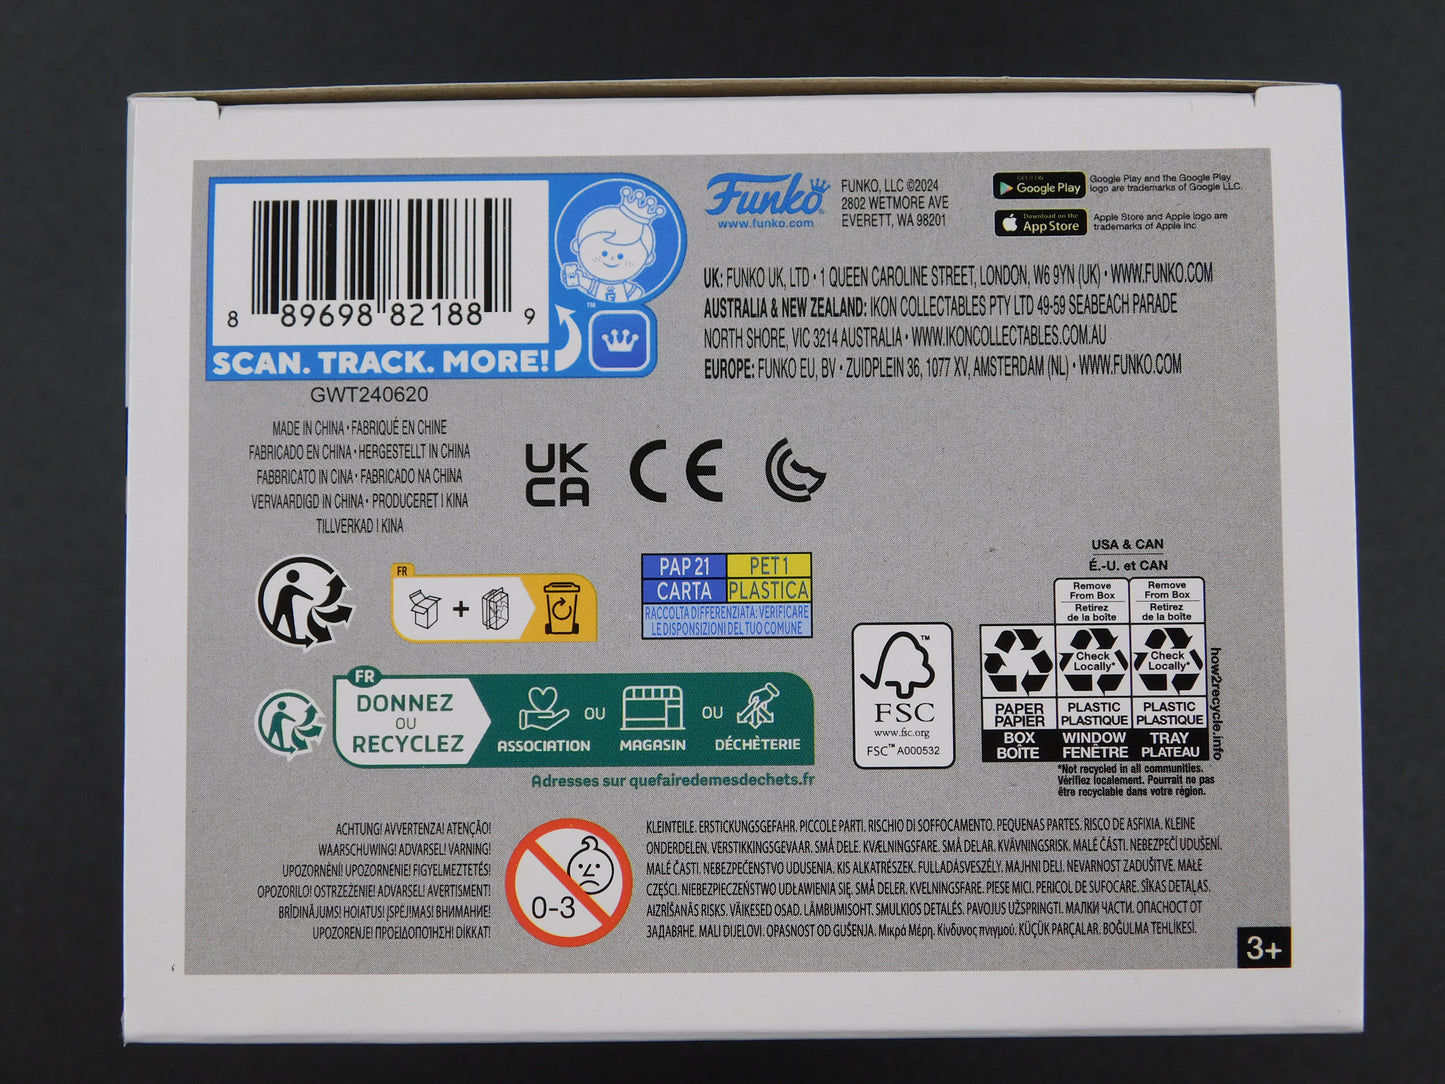 8 89698 82188 9
SCAN. TRACK. MORE!
™
GWT240620
MADE IN CHINA • FABRIQUÉ EN CHINE
FABRICADO EN CHINA • HERGESTELLT IN CHINA
FABBRICATO IN CINA • FABRICADO NA CHINA
VERVAARDIGD IN CHINA • PRODUCERET I KINA
TILLVERKAD I KINA
Funko
www.funko.com
FUNKO, LLC ©2024
2802 WETMORE AVE
EVERETT, WA 98201
GET IT ON
Google Play
Google Play and the Google Play
logo are trademarks of Google LLC.
Download on the
App Store
Apple Store and Apple logo are
trademarks of Apple Inc
UK: FUNKO UK, LTD • 1 QUEEN CAROLINE STREET, LONDON, W6 9YN (UK) • WWW.FUNKO.COM
AUSTRALIA & NEW ZEALAND: IKON COLLECTABLES PTY LTD 49-59 SEABEACH PARADE
NORTH SHORE, VIC 3214 AUSTRALIA • WWW.IKONCOLLECTABLES.COM.AU
EUROPE: FUNKO EU, BV • ZUIDPLEIN 36, 1077 XV, AMSTERDAM (NL) • WWW.FUNKO.COM
UK
CA
CE
FR
+
PAP 21 PET 1
CARTA PLASTICA
RACCOLTA DIFFERENZIATA: VERIFICARE
LE DISPOSIZIONI DEL TUO COMUNE
FR
DONNEZ
OU
RECYCLEZ
ASSOCIATION OU MAGASIN OU DÉCHÈTERIE
Adresses sur quefairedemesdechets.fr
™
FSC
www.fsc.org
FSC™ A000532
USA & CAN
É.-U. et CAN
Remove From Box
Retirez de la boîte
Remove From Box
Retirez de la boîte
Check Locally*
Check Locally*
PAPER PAPIER
PLASTIC PLASTIQUE
PLASTIC PLASTIQUE
BOX BOÎTE
WINDOW FENÊTRE
TRAY PLATEAU
how2recycle.info
*Not recycled in all communities.
Vérifiez localement. Pourrait ne pas
être recyclable dans votre région.
ACHTUNG! AVVERTENZA! ATENÇÃO!
WAARSCHUWING! ADVARSEL! VARNING!
UPOZORNĚNÍ! UPOZORNENIE! FIGYELMEZTETÉS!
OPOZORILO! OSTRZEŻENIE! ADVARSEL! AVERTISMENT!
BRĪDINĀJUMS! HOIATUS! ĮSPĖJIMAS! ВНИМАНИЕ!
UPOZORENJE! ΠΡΟΕΙΔΟΠΟΙΗΣΗ! DİKKAT!
0-3
KLEINTEILE. ERSTICKUNGSGEFAHR. PICCOLE PARTI. RISCHIO DI SOFFOCAMENTO. PEQUENAS PARTES. RISCO DE ASFIXIA. KLEINE
ONDERDELEN. VERSTIKKINGSGEVAAR. SMÅ DELE. KVÆLNINGSFARE. SMÅ DELAR. KVÄVNINGSRISK. MALÉ ČÁSTI. NEBEZPEČÍ UDUŠENÍ.
MALÉ ČASTI. NEBEZPEČENSTVO UDUSENIA. KIS ALKATRÉSZEK. FULLADÁSVESZÉLY. MAJHNI DELI. NEVARNOST ZADUŠITVE. MAŁE
CZĘŚCI. NIEBEZPIECZEŃSTWO UDŁAWIENIA SIĘ. SMÅ DELER. KVELNINGSFARE. PIESE MICI. PERICOL DE SUFOCARE. SĪKAS DETAĻAS.
AIZRĪŠANĀS RISKS. VÄIKESED OSAD. LÄMBUMISOHT. SMULKIOS DETALĖS. PAVOJUS UŽSPRINGTI. МАЛКИ ЧАСТИ. ОПАСНОСТ ОТ
ЗАДАВЯНЕ. MALI DIJELOVI. OPASNOST OD GUŠENJA. Μικρά Μέρη. Κίνδυνος πνιγμού. KÜÇÜK PARÇALAR. BOĞULMA TEHLİKESİ.
3+